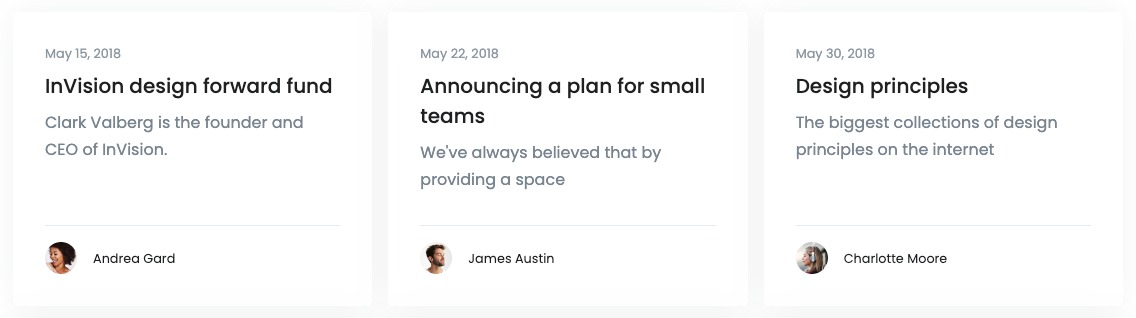 May 15, 2018
InVision design forward fund
Clark Valberg is the founder and
CEO of InVision.
Andrea Gard
May 22, 2018
Announcing a plan for small
teams
We've always believed that by
providing a space
James Austin
May 30, 2018
Design principles
The biggest collections of design
principles on the internet
Charlotte Moore